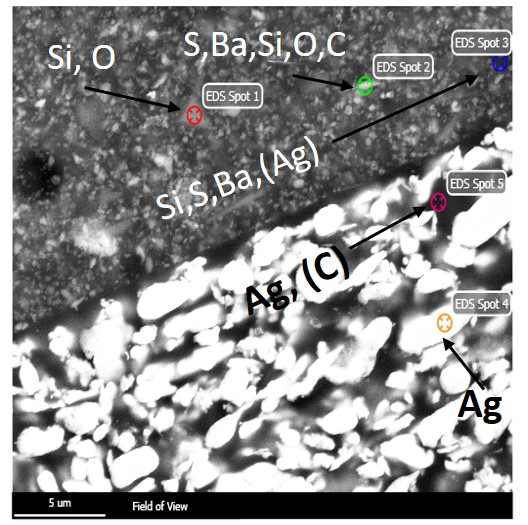 S,Ba,Si,O,C
EDS Spot 3
Si, O
EDS Spot 2
EDS Spot 1
Si,S,Ba,(Ag)
EDS Spot 5
Ag, (C)
EDS Spot 4
Ag
5 um
Field of View